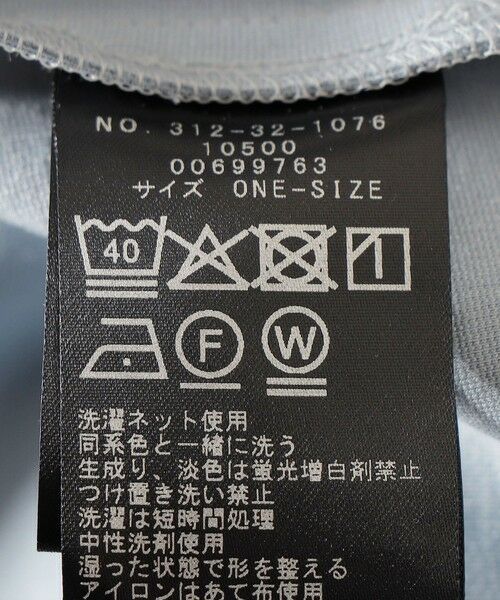 NO. 312-32-1076
10500
00699763
サイズ ONE-SIZE
40
F W
洗濯ネット使用
同系色と一緒に洗う
生成り、淡色は蛍光増白剤禁止
つけ置き洗い禁止
洗濯は短時間処理
中性洗剤使用
湿った状態で形を整える
アイロンはあて布使用